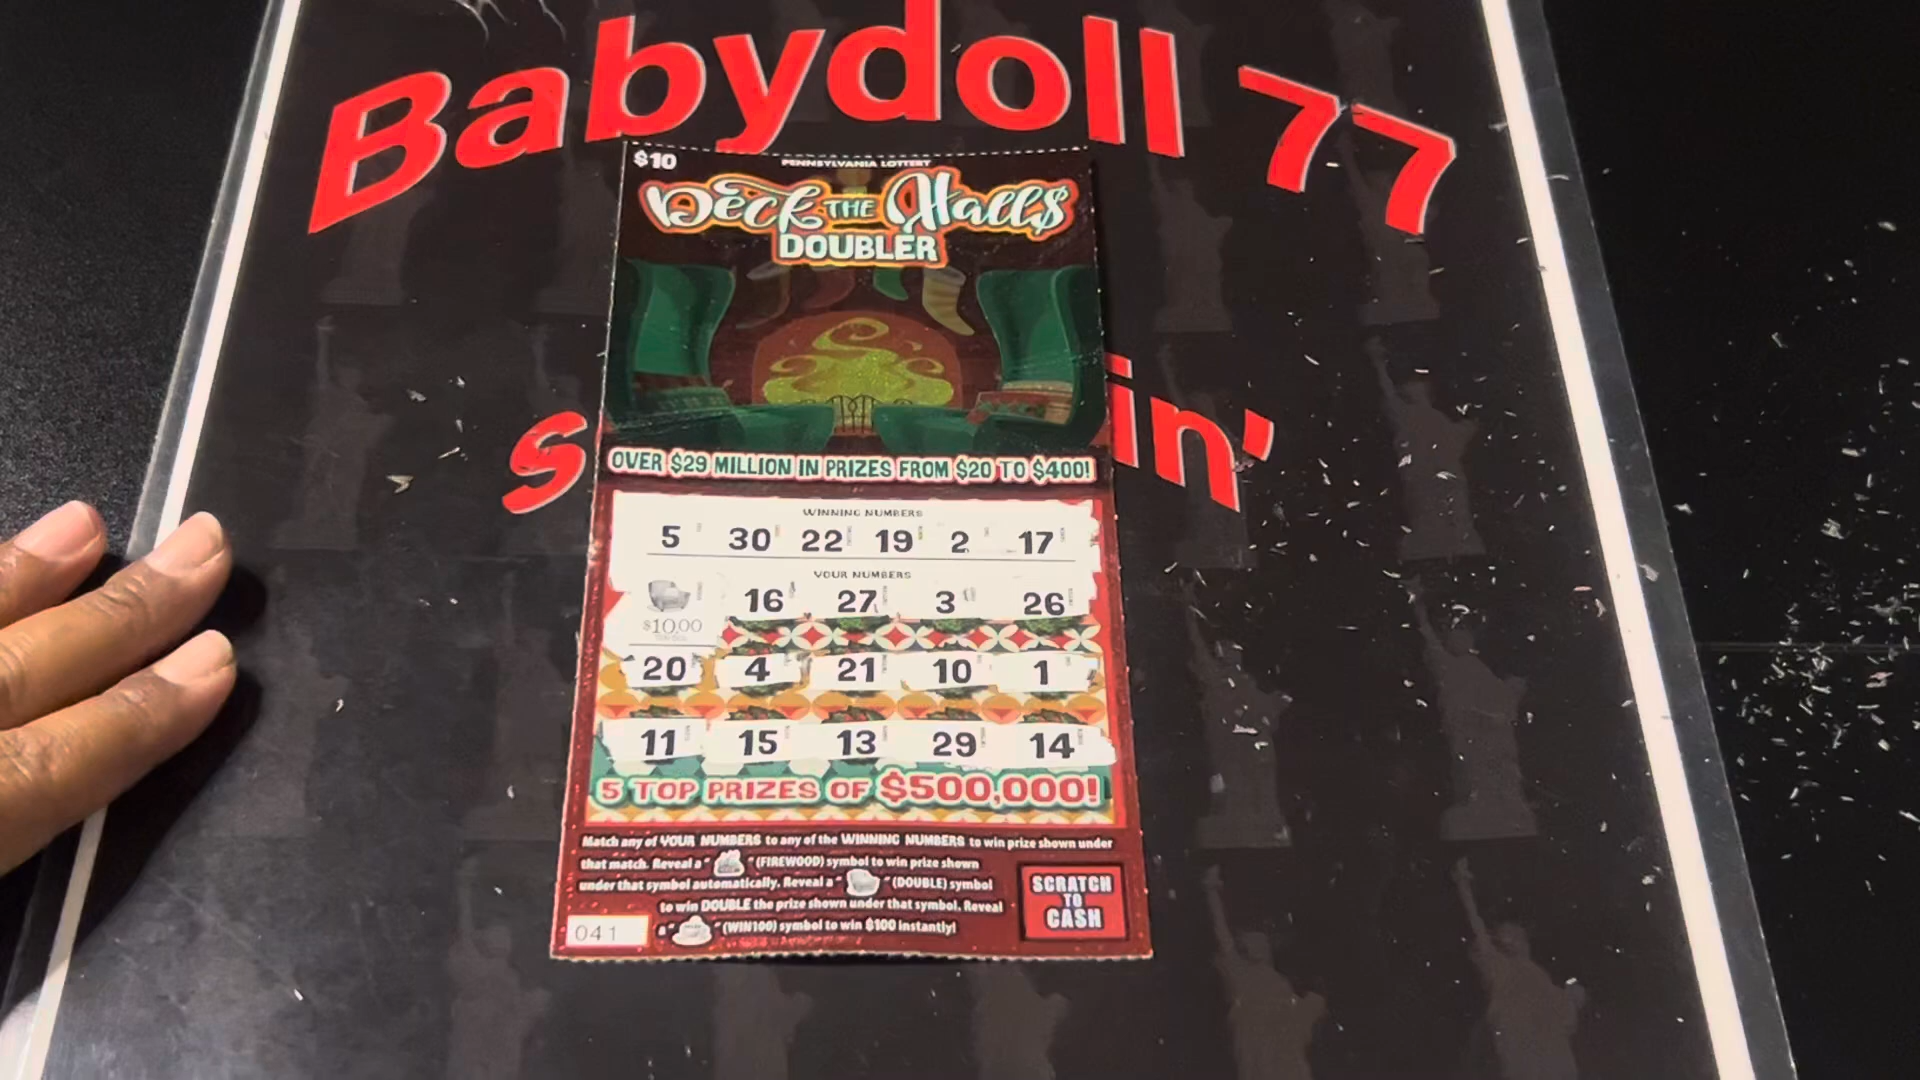 Babydoll 77
s in'
$10
PENNSYLVANIA LOTTERY
Deck THE Hall$
DOUBLER
OVER $29 MILLION IN PRIZES FROM $20 TO $400!
WINNING NUMBERS
5 30 22 19 2 17
YOUR NUMBERS
16 27 3 26
$10.00
20 4 21 10 1
11 15 13 29 14
5 TOP PRIZES OF $500,000!
Match any of YOUR NUMBERS to any of the WINNING NUMBERS to win prize shown under
that match. Reveal a " " (FIREWOOD) symbol to win prize shown
under that symbol automatically. Reveal a " " (DOUBLE) symbol
to win DOUBLE the prize shown under that symbol. Reveal
a " " (WIN100) symbol to win $100 instantly!
SCRATCH
TO
CASH
041